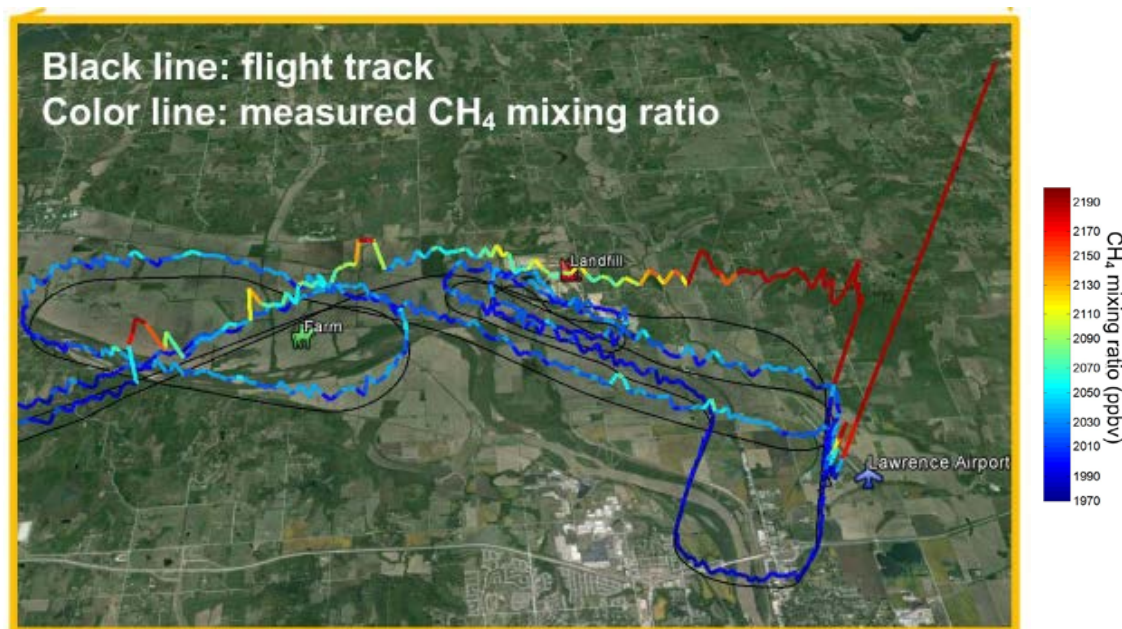 Black line: flight track
Color line: measured CH₄ mixing ratio
Landfill
Farm
Lawrence Airport
2190
2170
2150
2130
2110
2090
2070
2050
2030
2010
1990
1970
CH₄ mixing ratio (ppbv)